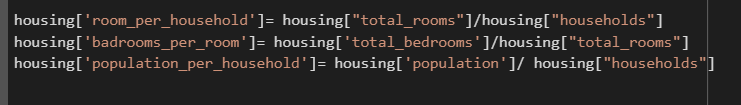 housing['room_per_household']= housing["total_rooms"]/housing["households"]
housing['badrooms_per_room']= housing['total_bedrooms']/housing["total_rooms"]
housing['population_per_household']= housing['population']/ housing["households"]